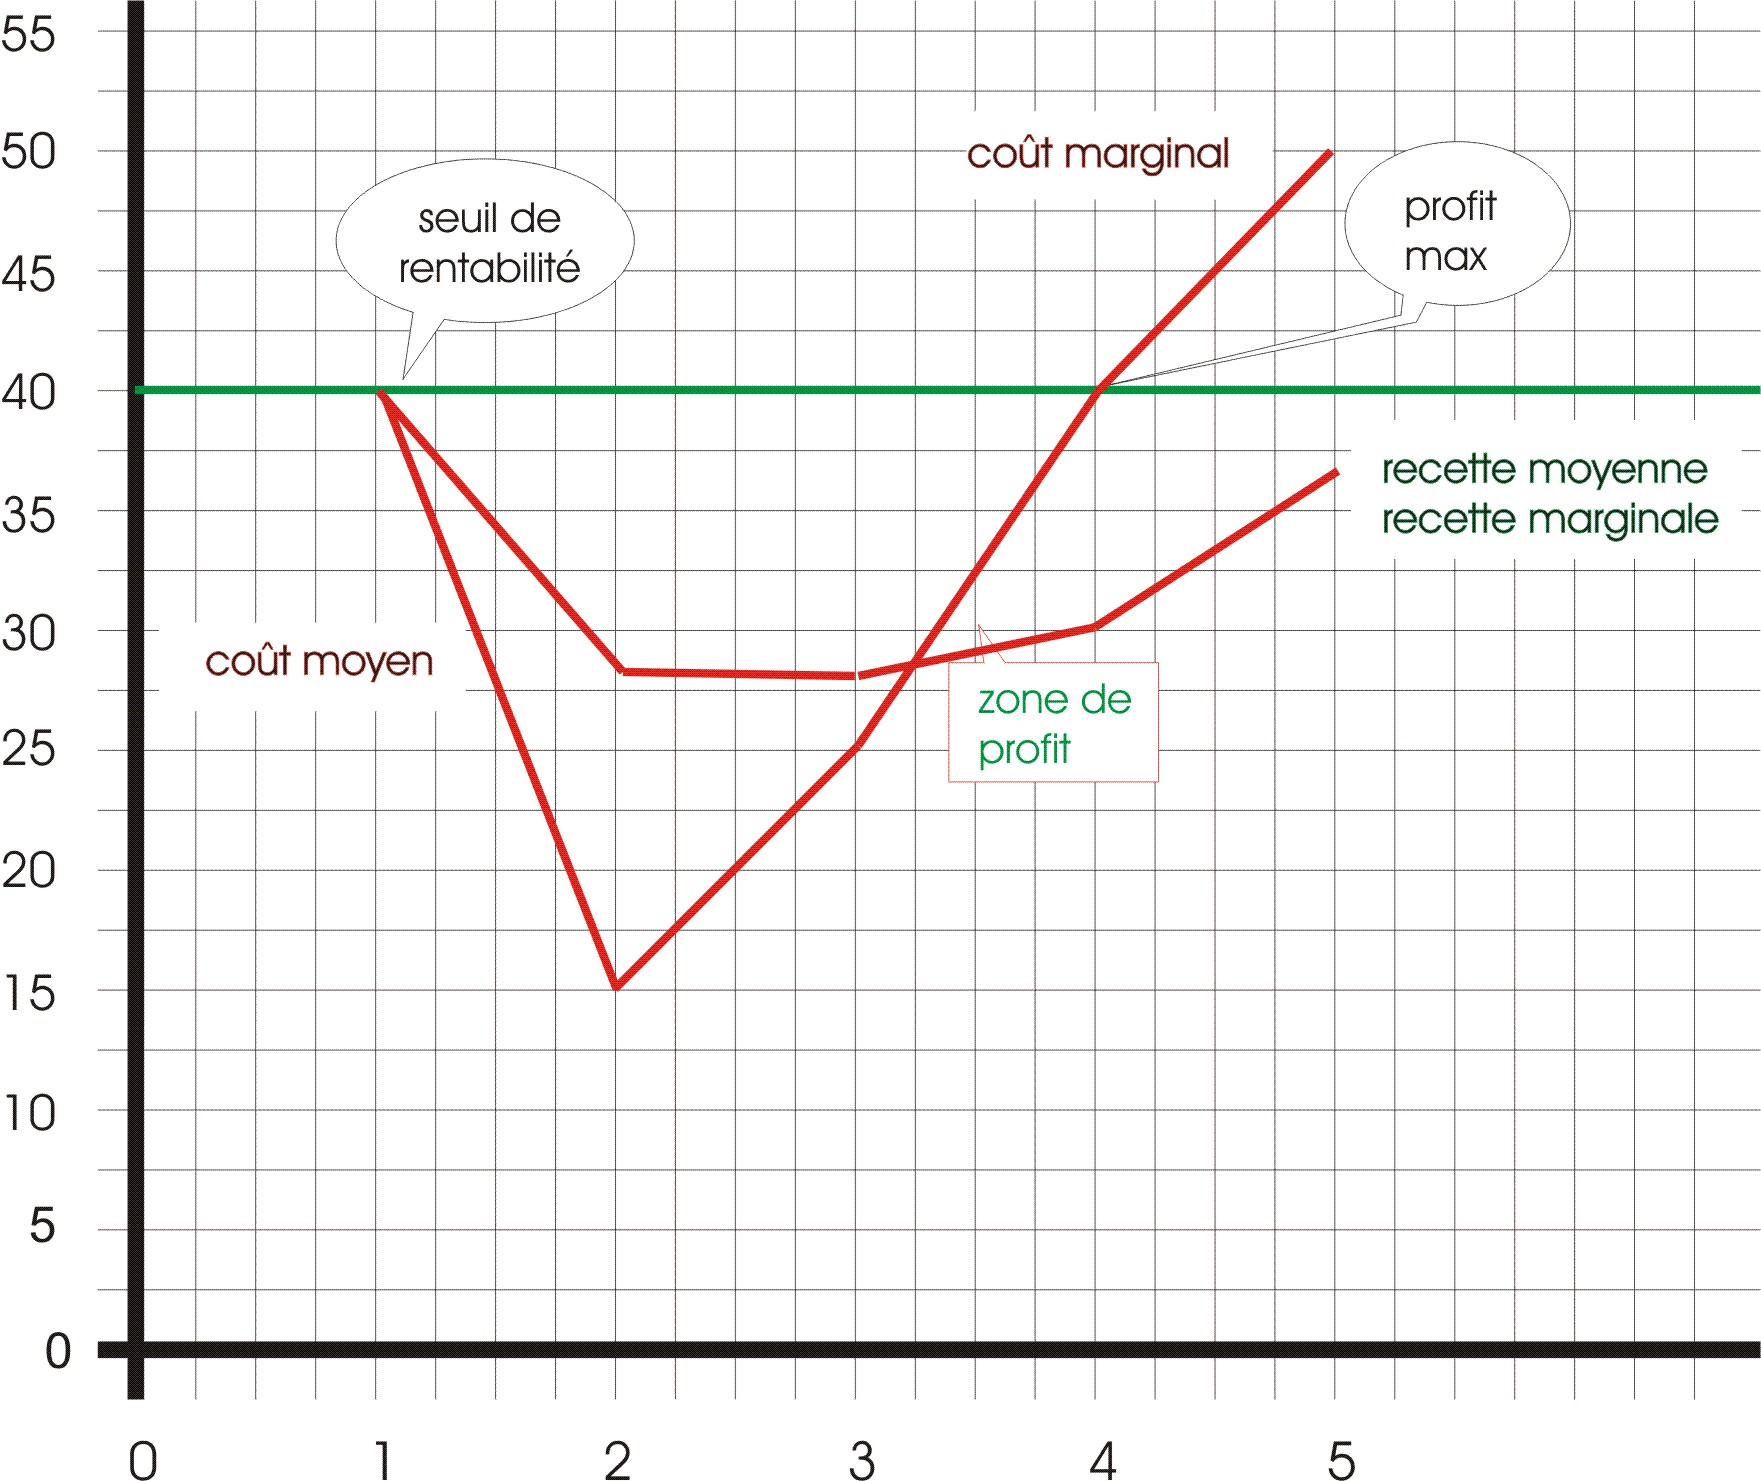 55
50
45
40
35
30
25
20
15
10
5
0
coût marginal
seuil de
rentabilité
profit
max
recette moyenne
recette marginale
coût moyen
zone de
profit
0 1 2 3 4 5